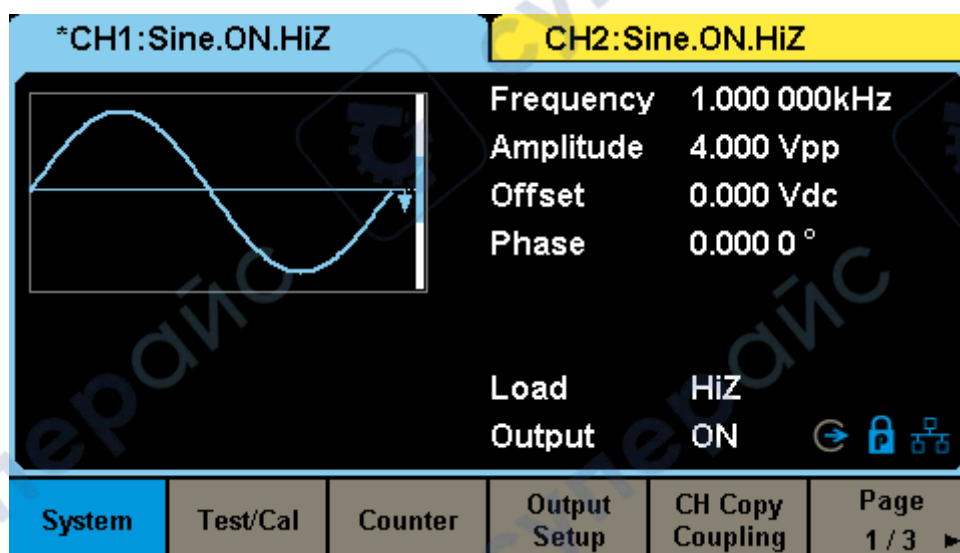 *CH1:Sine.ON.HiZ
CH2:Sine.ON.HiZ
Frequency 1.000 000kHz
Amplitude 4.000 Vpp
Offset 0.000 Vdc
Phase 0.000 0 °
Load HiZ
Output ON
P
System
Test/Cal
Counter
Output
Setup
CH Copy
Coupling
Page
1 / 3 ►